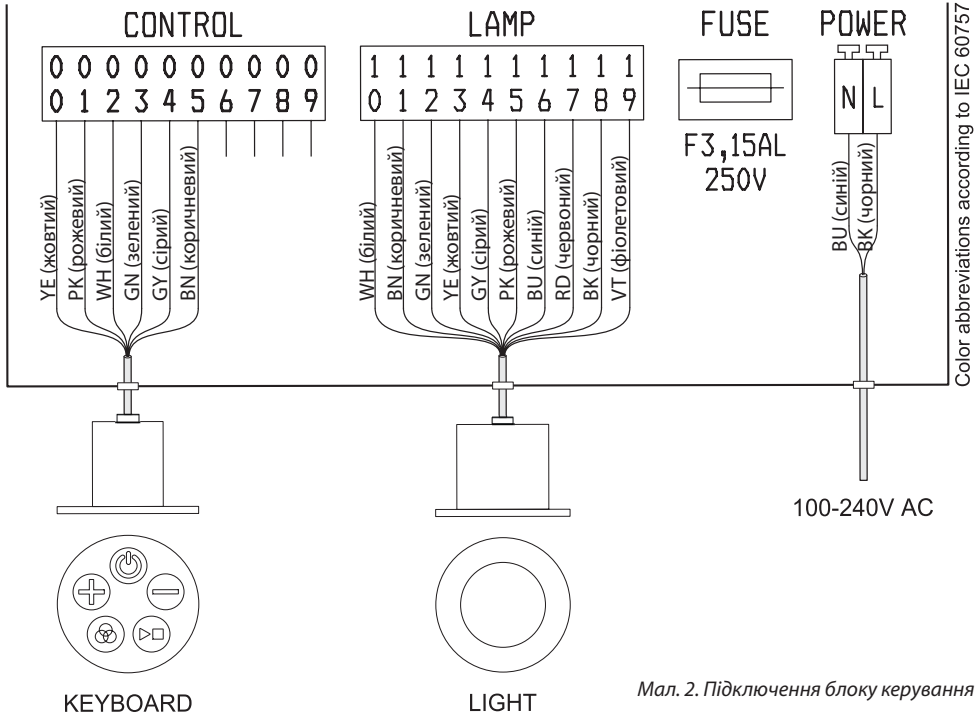 CONTROL
LAMP
FUSE
POWER
0 0 0 0 0 0 0 0 0 0
0 1 2 3 4 5 6 7 8 9
1 1 1 1 1 1 1 1 1 1
0 1 2 3 4 5 6 7 8 9
N L
F3,15AL
250V
YE (жовтий)
PK (рожевий)
WH (білий)
GN (зелений)
GY (сірий)
BN (коричневий)
WH (білий)
BN (коричневий)
GN (зелений)
YE (жовтий)
GY (сірий)
PK (рожевий)
BU (синій)
RD (червоний)
BK (чорний)
VT (фіолетовий)
BU (синій)
BK (чорний)
Color abbreviations according to IEC 60757
100-240V AC
KEYBOARD
LIGHT
Мал. 2. Підключення блоку керування